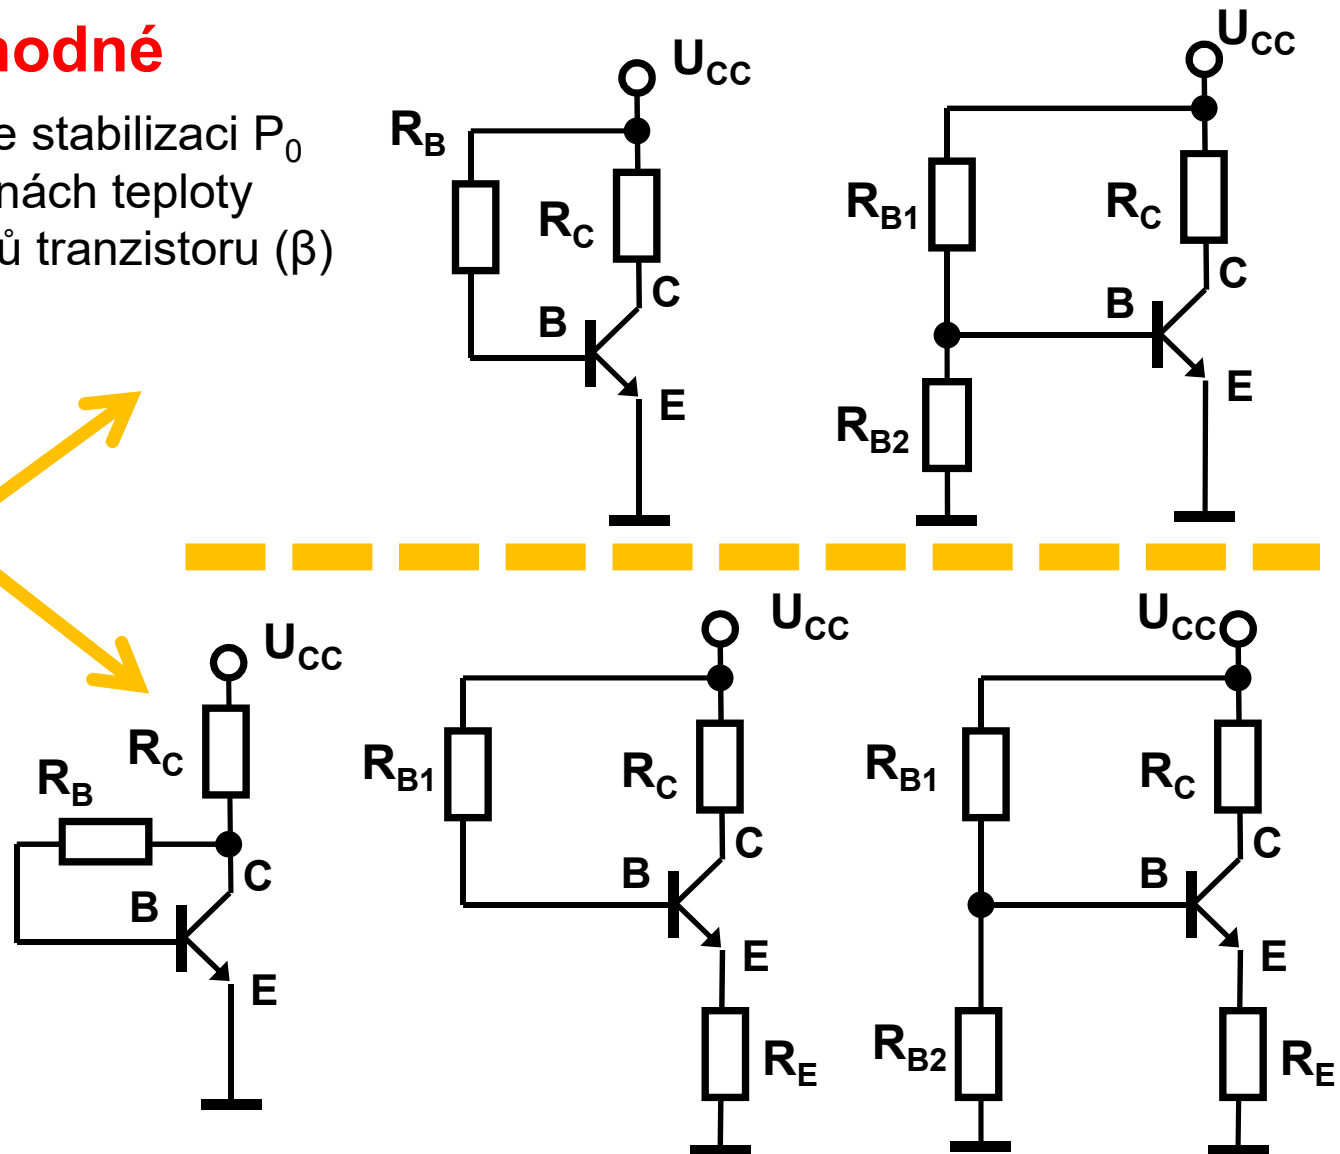 hodné
e stabilizaci P0
nách teploty
ů tranzistoru (β)
UCC
RB
RC
C
B
E
UCC
RB1
RC
C
B
E
RB2
UCC
RC
RB
C
B
E
UCC
RB1
RC
C
B
E
RE
UCC
RB1
RC
C
B
E
RB2
RE